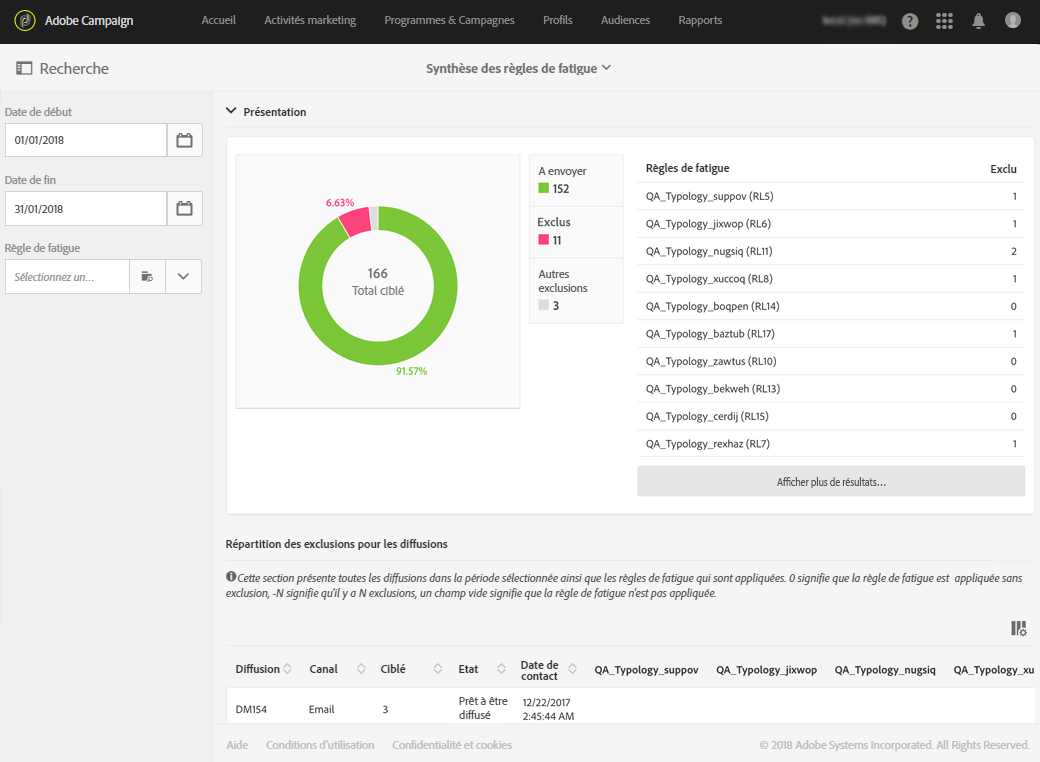 Adobe Campaign
Accueil
Activités marketing
Programmes & Campagnes
Profils
Audiences
Rapports
Recherche
Synthèse des règles de fatigue
Date de début
01/01/2018
Date de fin
31/01/2018
Règle de fatigue
Sélectionnez un...
Présentation
6.63%
166
Total ciblé
91.57%
A envoyer
152
Exclus
11
Autres
exclusions
3
Règles de fatigue Exclu
QA_Typology_suppov (RL5) 1
QA_Typology_jixwop (RL6) 1
QA_Typology_nugsiq (RL11) 2
QA_Typology_xuccoq (RL8) 1
QA_Typology_boqpen (RL14) 0
QA_Typology_baztub (RL17) 1
QA_Typology_zawtus (RL10) 0
QA_Typology_bekweh (RL13) 0
QA_Typology_cerdij (RL15) 0
QA_Typology_rexhaz (RL7) 1
Afficher plus de résultats...
Répartition des exclusions pour les diffusions
Cette section présente toutes les diffusions dans la période sélectionnée ainsi que les règles de fatigue qui sont appliquées. 0 signifie que la règle de fatigue est appliquée sans
exclusion, -N signifie qu'il y a N exclusions, un champ vide signifie que la règle de fatigue n'est pas appliquée.
Diffusion Canal Ciblé Etat Date de contact QA_Typology_suppov QA_Typology_jixwop QA_Typology_nugsiq QA_Typology_xu
DM154 Email 3 Prêt à être diffusé 12/22/2017 2:45:44 AM
Aide Conditions d'utilisation Confidentialité et cookies © 2018 Adobe Systems Incorporated. All Rights Reserved.